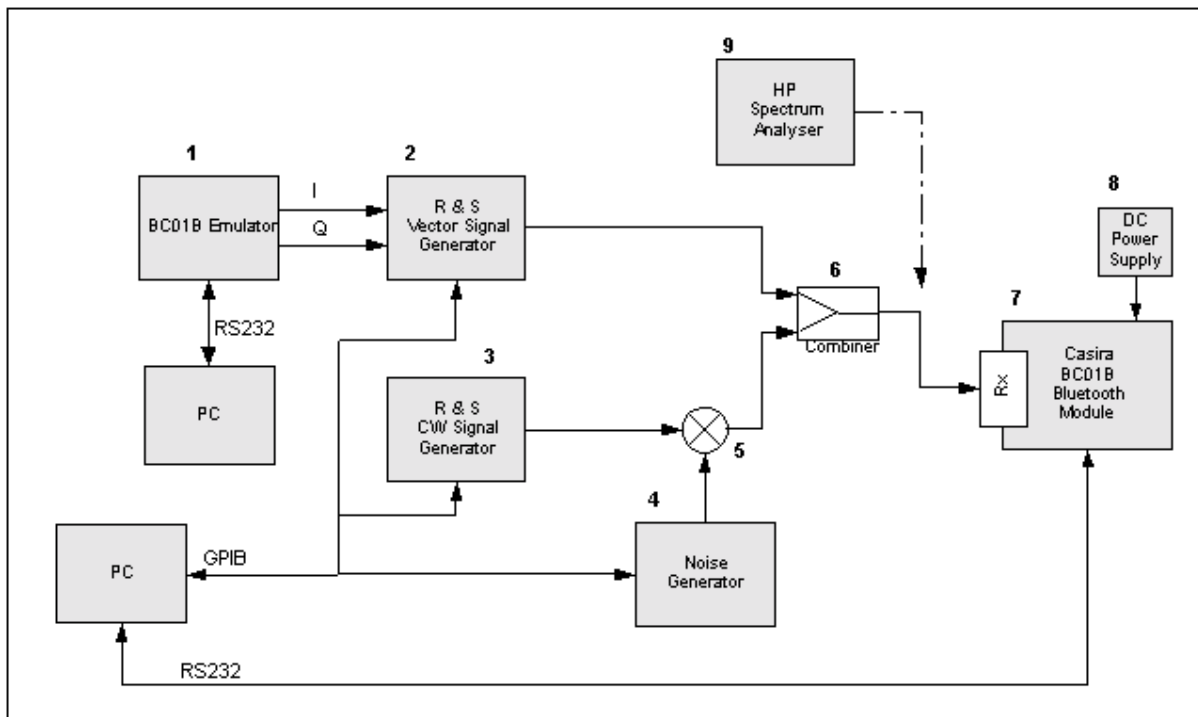 9
HP
Spectrum
Analyser
1
2
8
I
Q
BC01B Emulator
R & S
Vector Signal
Generator
DC
Power
Supply
6
Combiner
7
RS232
3
Rx
Casira
BC01B
Bluetooth
Module
PC
R & S
CW Signal
Generator
5
4
PC
GPIB
Noise
Generator
RS232